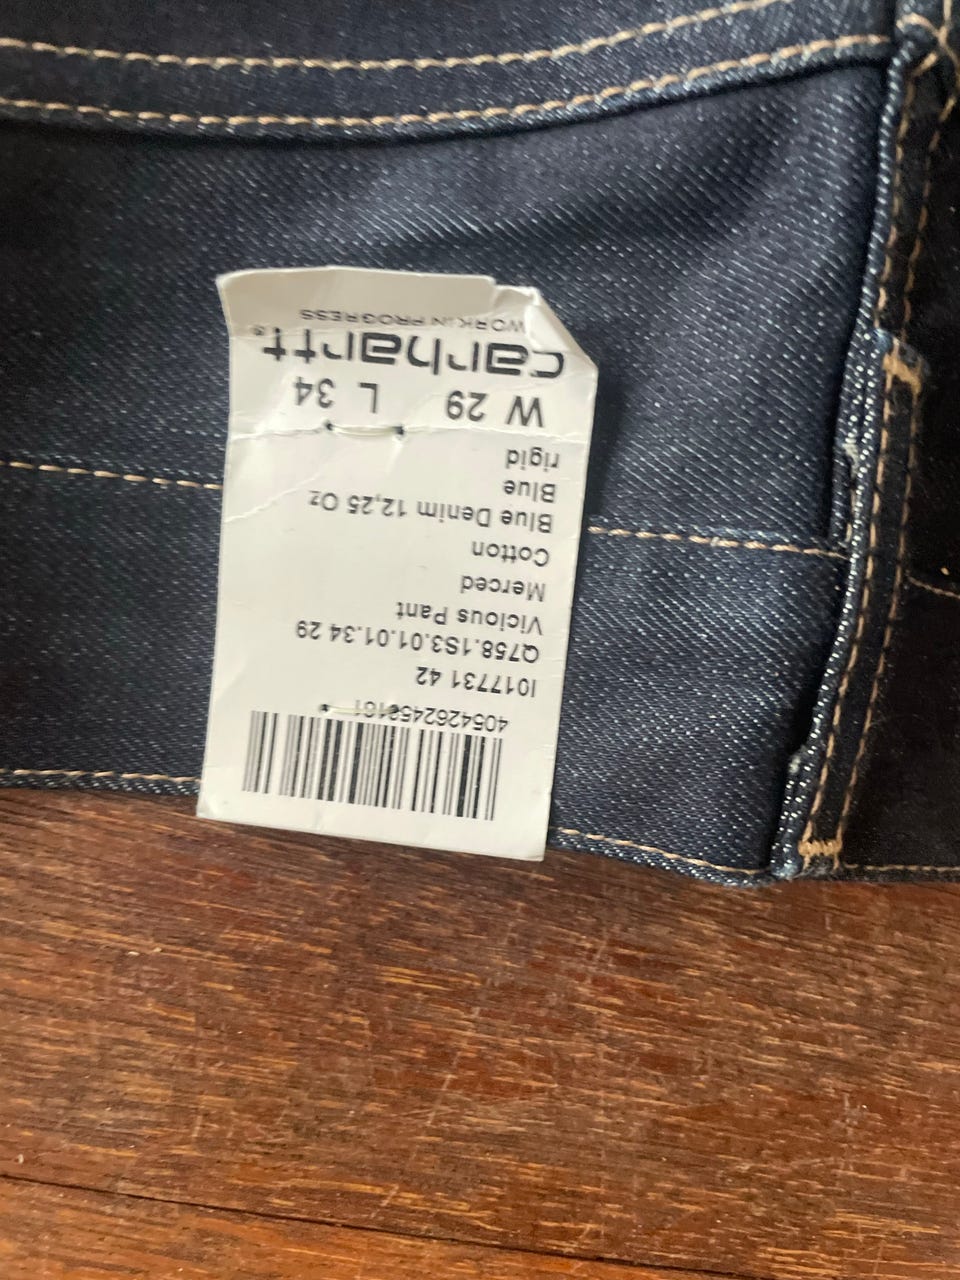 carhartt
WORK IN PROGRESS
W 29 L 34
rigid
Blue
Blue Denim 12,25 Oz
Cotton
Merced
Vicious Pant
Q758.1S3.01.01.34 29
I017731 42